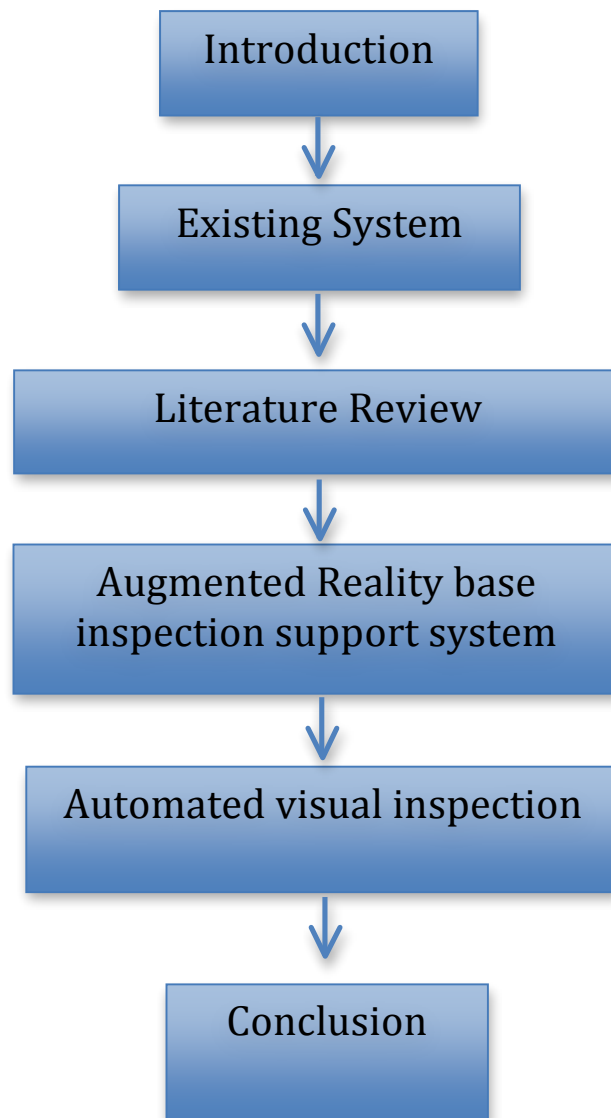 Introduction
Existing System
Literature Review
Augmented Reality base
inspection support system
Automated visual inspection
Conclusion